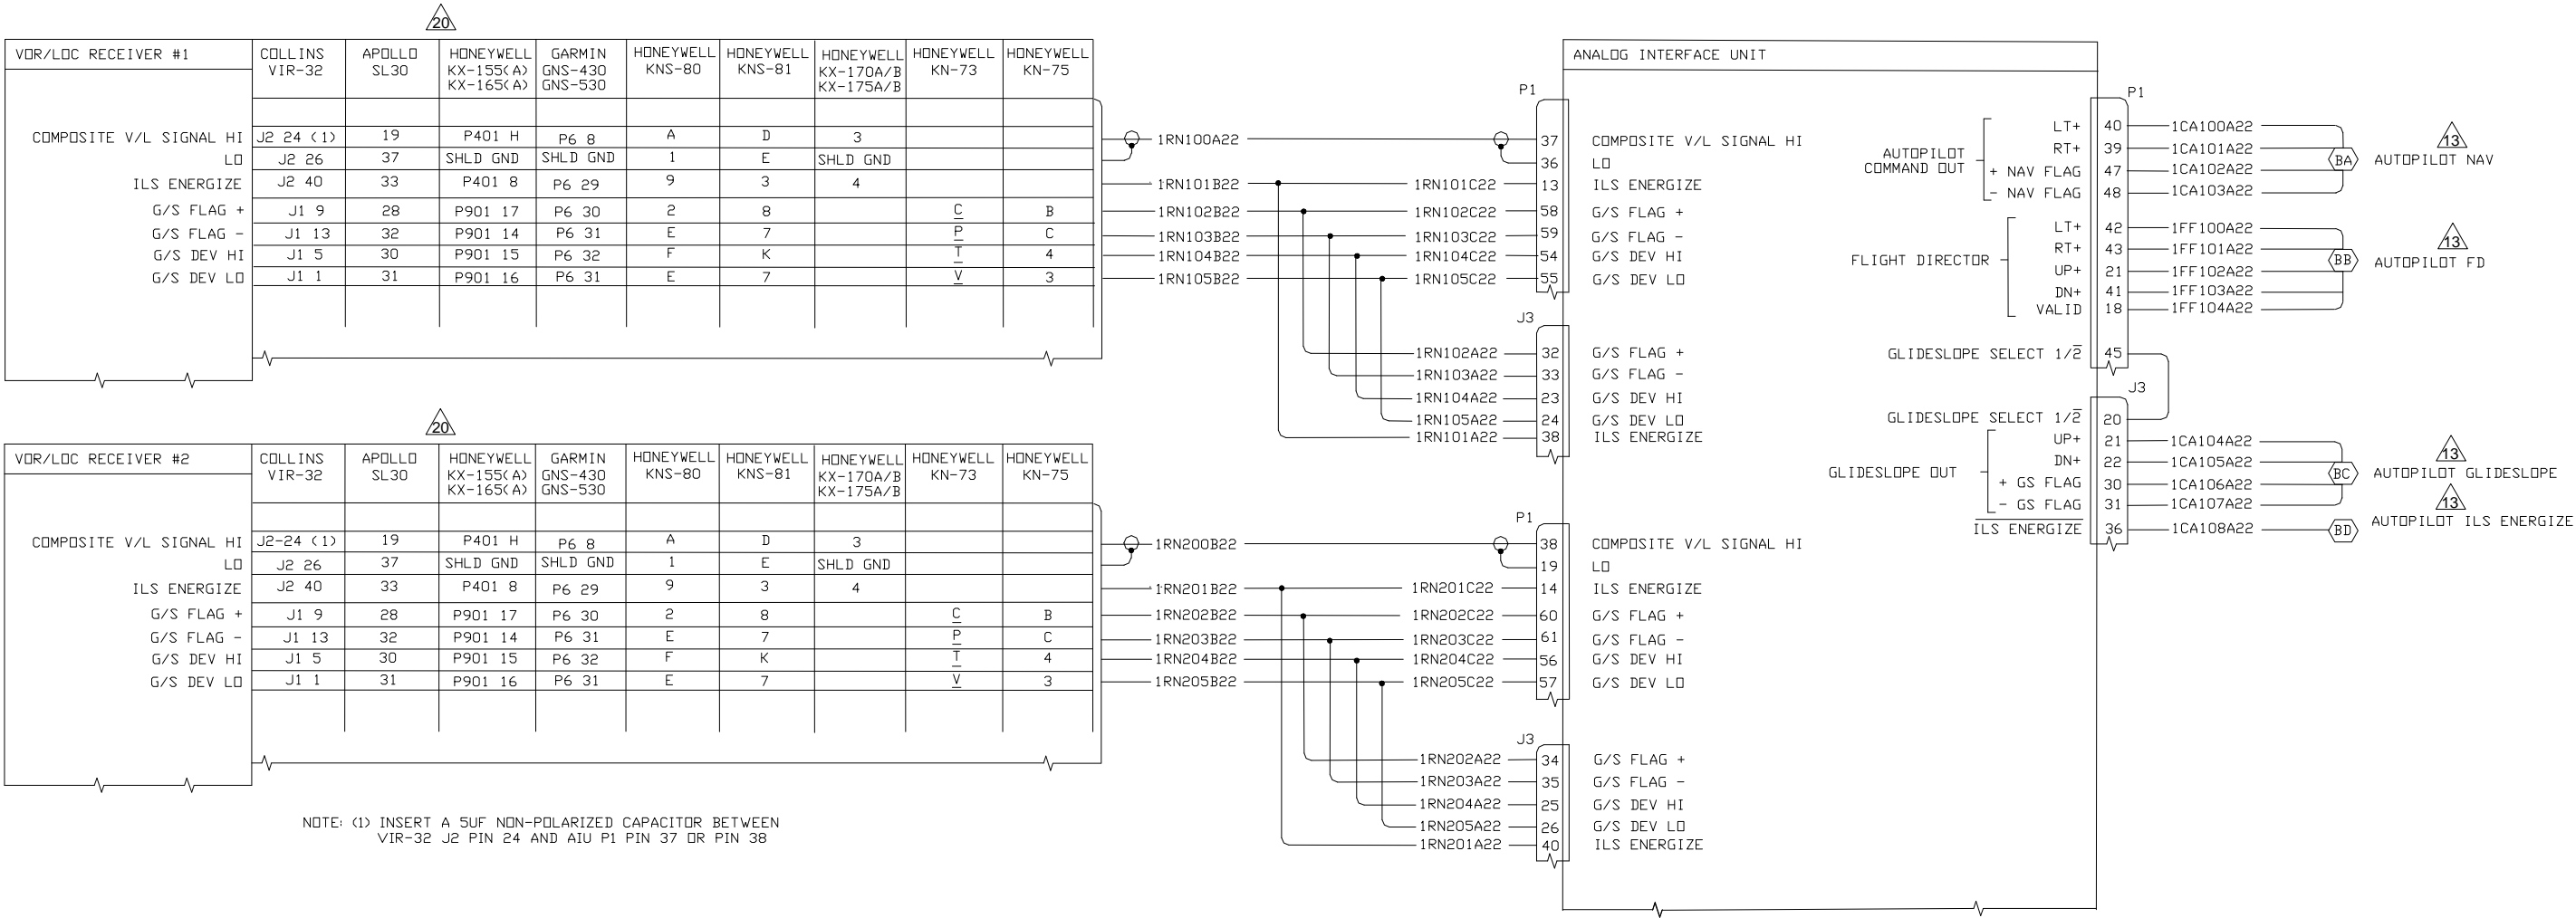 20
VOR/LOC RECEIVER #1
COLLINS
VIR-32
APOLLO
SL30
HONEYWELL
KX-155(A)
KX-165(A)
GARMIN
GNS-430
GNS-530
HONEYWELL
KNS-80
HONEYWELL
KNS-81
HONEYWELL
KX-170A/B
KX-175A/B
HONEYWELL
KN-73
HONEYWELL
KN-75
COMPOSITE V/L SIGNAL HI J2 24 (1) 19 P401 H P6 8 A D 3
LO J2 26 37 SHLD GND SHLD GND 1 E SHLD GND
ILS ENERGIZE J2 40 33 P401 8 P6 29 9 3 4
G/S FLAG + J1 9 28 P901 17 P6 30 2 8 C B
G/S FLAG - J1 13 32 P901 14 P6 31 E 7 P C
G/S DEV HI J1 5 30 P901 15 P6 32 F K T 4
G/S DEV LO J1 1 31 P901 16 P6 31 E 7 V 3
1RN100A22
1RN101B22 1RN101C22
1RN102B22 1RN102C22
1RN103B22 1RN103C22
1RN104B22 1RN104C22
1RN105B22 1RN105C22
1RN102A22
1RN103A22
1RN104A22
1RN105A22
1RN101A22
ANALOG INTERFACE UNIT
P1
37 COMPOSITE V/L SIGNAL HI
36 LO
13 ILS ENERGIZE
58 G/S FLAG +
59 G/S FLAG -
54 G/S DEV HI
55 G/S DEV LO
J3
32 G/S FLAG +
33 G/S FLAG -
23 G/S DEV HI
24 G/S DEV LO
38 ILS ENERGIZE
P1
AUTOPILOT
COMMAND OUT
LT+ 40 1CA100A22
RT+ 39 1CA101A22
+ NAV FLAG 47 1CA102A22
- NAV FLAG 48 1CA103A22
BA
13
AUTOPILOT NAV
FLIGHT DIRECTOR
LT+ 42 1FF100A22
RT+ 43 1FF101A22
UP+ 21 1FF102A22
DN+ 41 1FF103A22
VALID 18 1FF104A22
BB
13
AUTOPILOT FD
GLIDESLOPE SELECT 1/2̅ 45
J3
GLIDESLOPE SELECT 1/2̅ 20
GLIDESLOPE OUT
UP+ 21 1CA104A22
DN+ 22 1CA105A22
+ GS FLAG 30 1CA106A22
- GS FLAG 31 1CA107A22
BC
13
AUTOPILOT GLIDESLOPE
ILS ENERGIZE 36 1CA108A22
BD
13
AUTOPILOT ILS ENERGIZE
20
VOR/LOC RECEIVER #2
COLLINS
VIR-32
APOLLO
SL30
HONEYWELL
KX-155(A)
KX-165(A)
GARMIN
GNS-430
GNS-530
HONEYWELL
KNS-80
HONEYWELL
KNS-81
HONEYWELL
KX-170A/B
KX-175A/B
HONEYWELL
KN-73
HONEYWELL
KN-75
COMPOSITE V/L SIGNAL HI J2-24 (1) 19 P401 H P6 8 A D 3
LO J2 26 37 SHLD GND SHLD GND 1 E SHLD GND
ILS ENERGIZE J2 40 33 P401 8 P6 29 9 3 4
G/S FLAG + J1 9 28 P901 17 P6 30 2 8 C B
G/S FLAG - J1 13 32 P901 14 P6 31 E 7 P C
G/S DEV HI J1 5 30 P901 15 P6 32 F K T 4
G/S DEV LO J1 1 31 P901 16 P6 31 E 7 V 3
1RN200B22
1RN201B22 1RN201C22
1RN202B22 1RN202C22
1RN203B22 1RN203C22
1RN204B22 1RN204C22
1RN205B22 1RN205C22
1RN202A22
1RN203A22
1RN204A22
1RN205A22
1RN201A22
P1
38 COMPOSITE V/L SIGNAL HI
19 LO
14 ILS ENERGIZE
60 G/S FLAG +
61 G/S FLAG -
56 G/S DEV HI
57 G/S DEV LO
J3
34 G/S FLAG +
35 G/S FLAG -
25 G/S DEV HI
26 G/S DEV LO
40 ILS ENERGIZE
NOTE: (1) INSERT A 5UF NON-POLARIZED CAPACITOR BETWEEN
VIR-32 J2 PIN 24 AND AIU P1 PIN 37 OR PIN 38